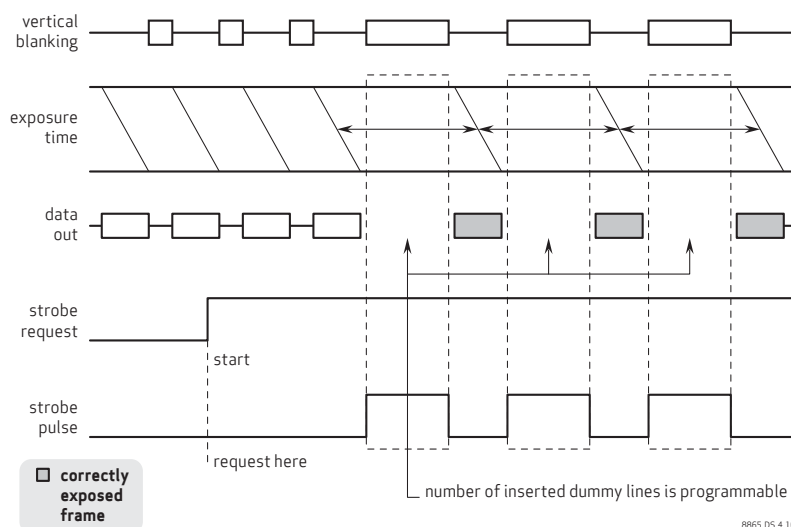 vertical
blanking
exposure
time
data
out
strobe
request
start
strobe
pulse
request here
correctly
exposed
frame
number of inserted dummy lines is programmable